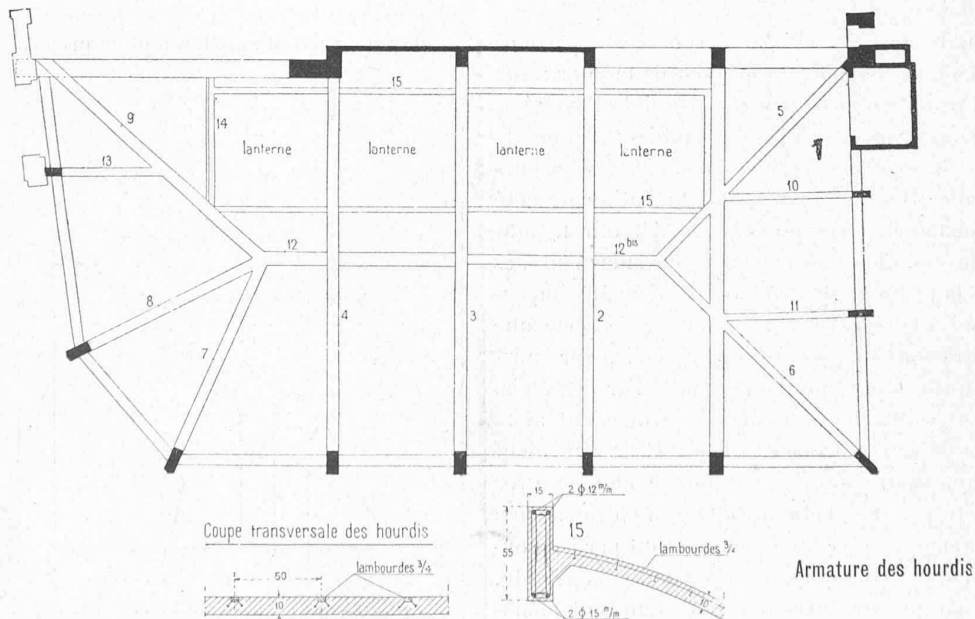 15
9
14
5
lanterne
lanterne
lanterne
lanterne
13
10
15
12
12 bis
8
4
3
2
11
7
6
15
2 ϕ 12 m/m
Coupe transversale des hourdis
15
lambourdes 3/4
55
lambourdes 3/4
50
10
10
Armature des hourdis
2 ϕ 15 m/m